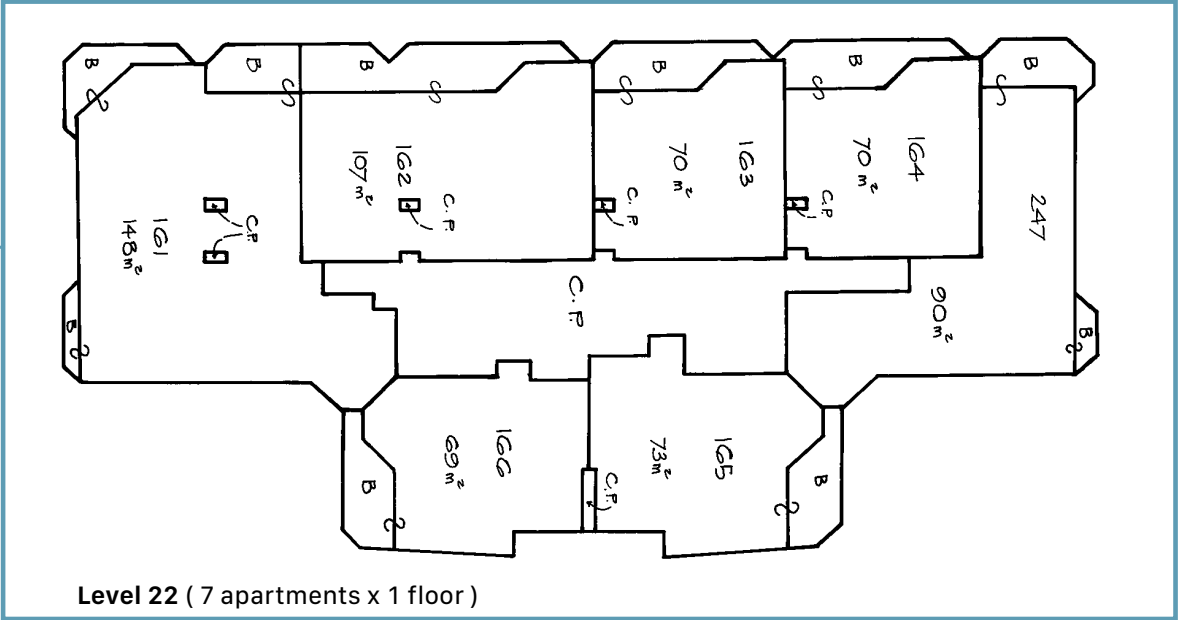 B
B
B
B
B
B
161
148m²
C.P.
162
107m²
C.P.
163
70m²
C.P.
164
70m²
C.P.
247
90m²
C.P.
B
B
166
69m²
B
165
73m²
C.P.
B
Level 22 ( 7 apartments x 1 floor )